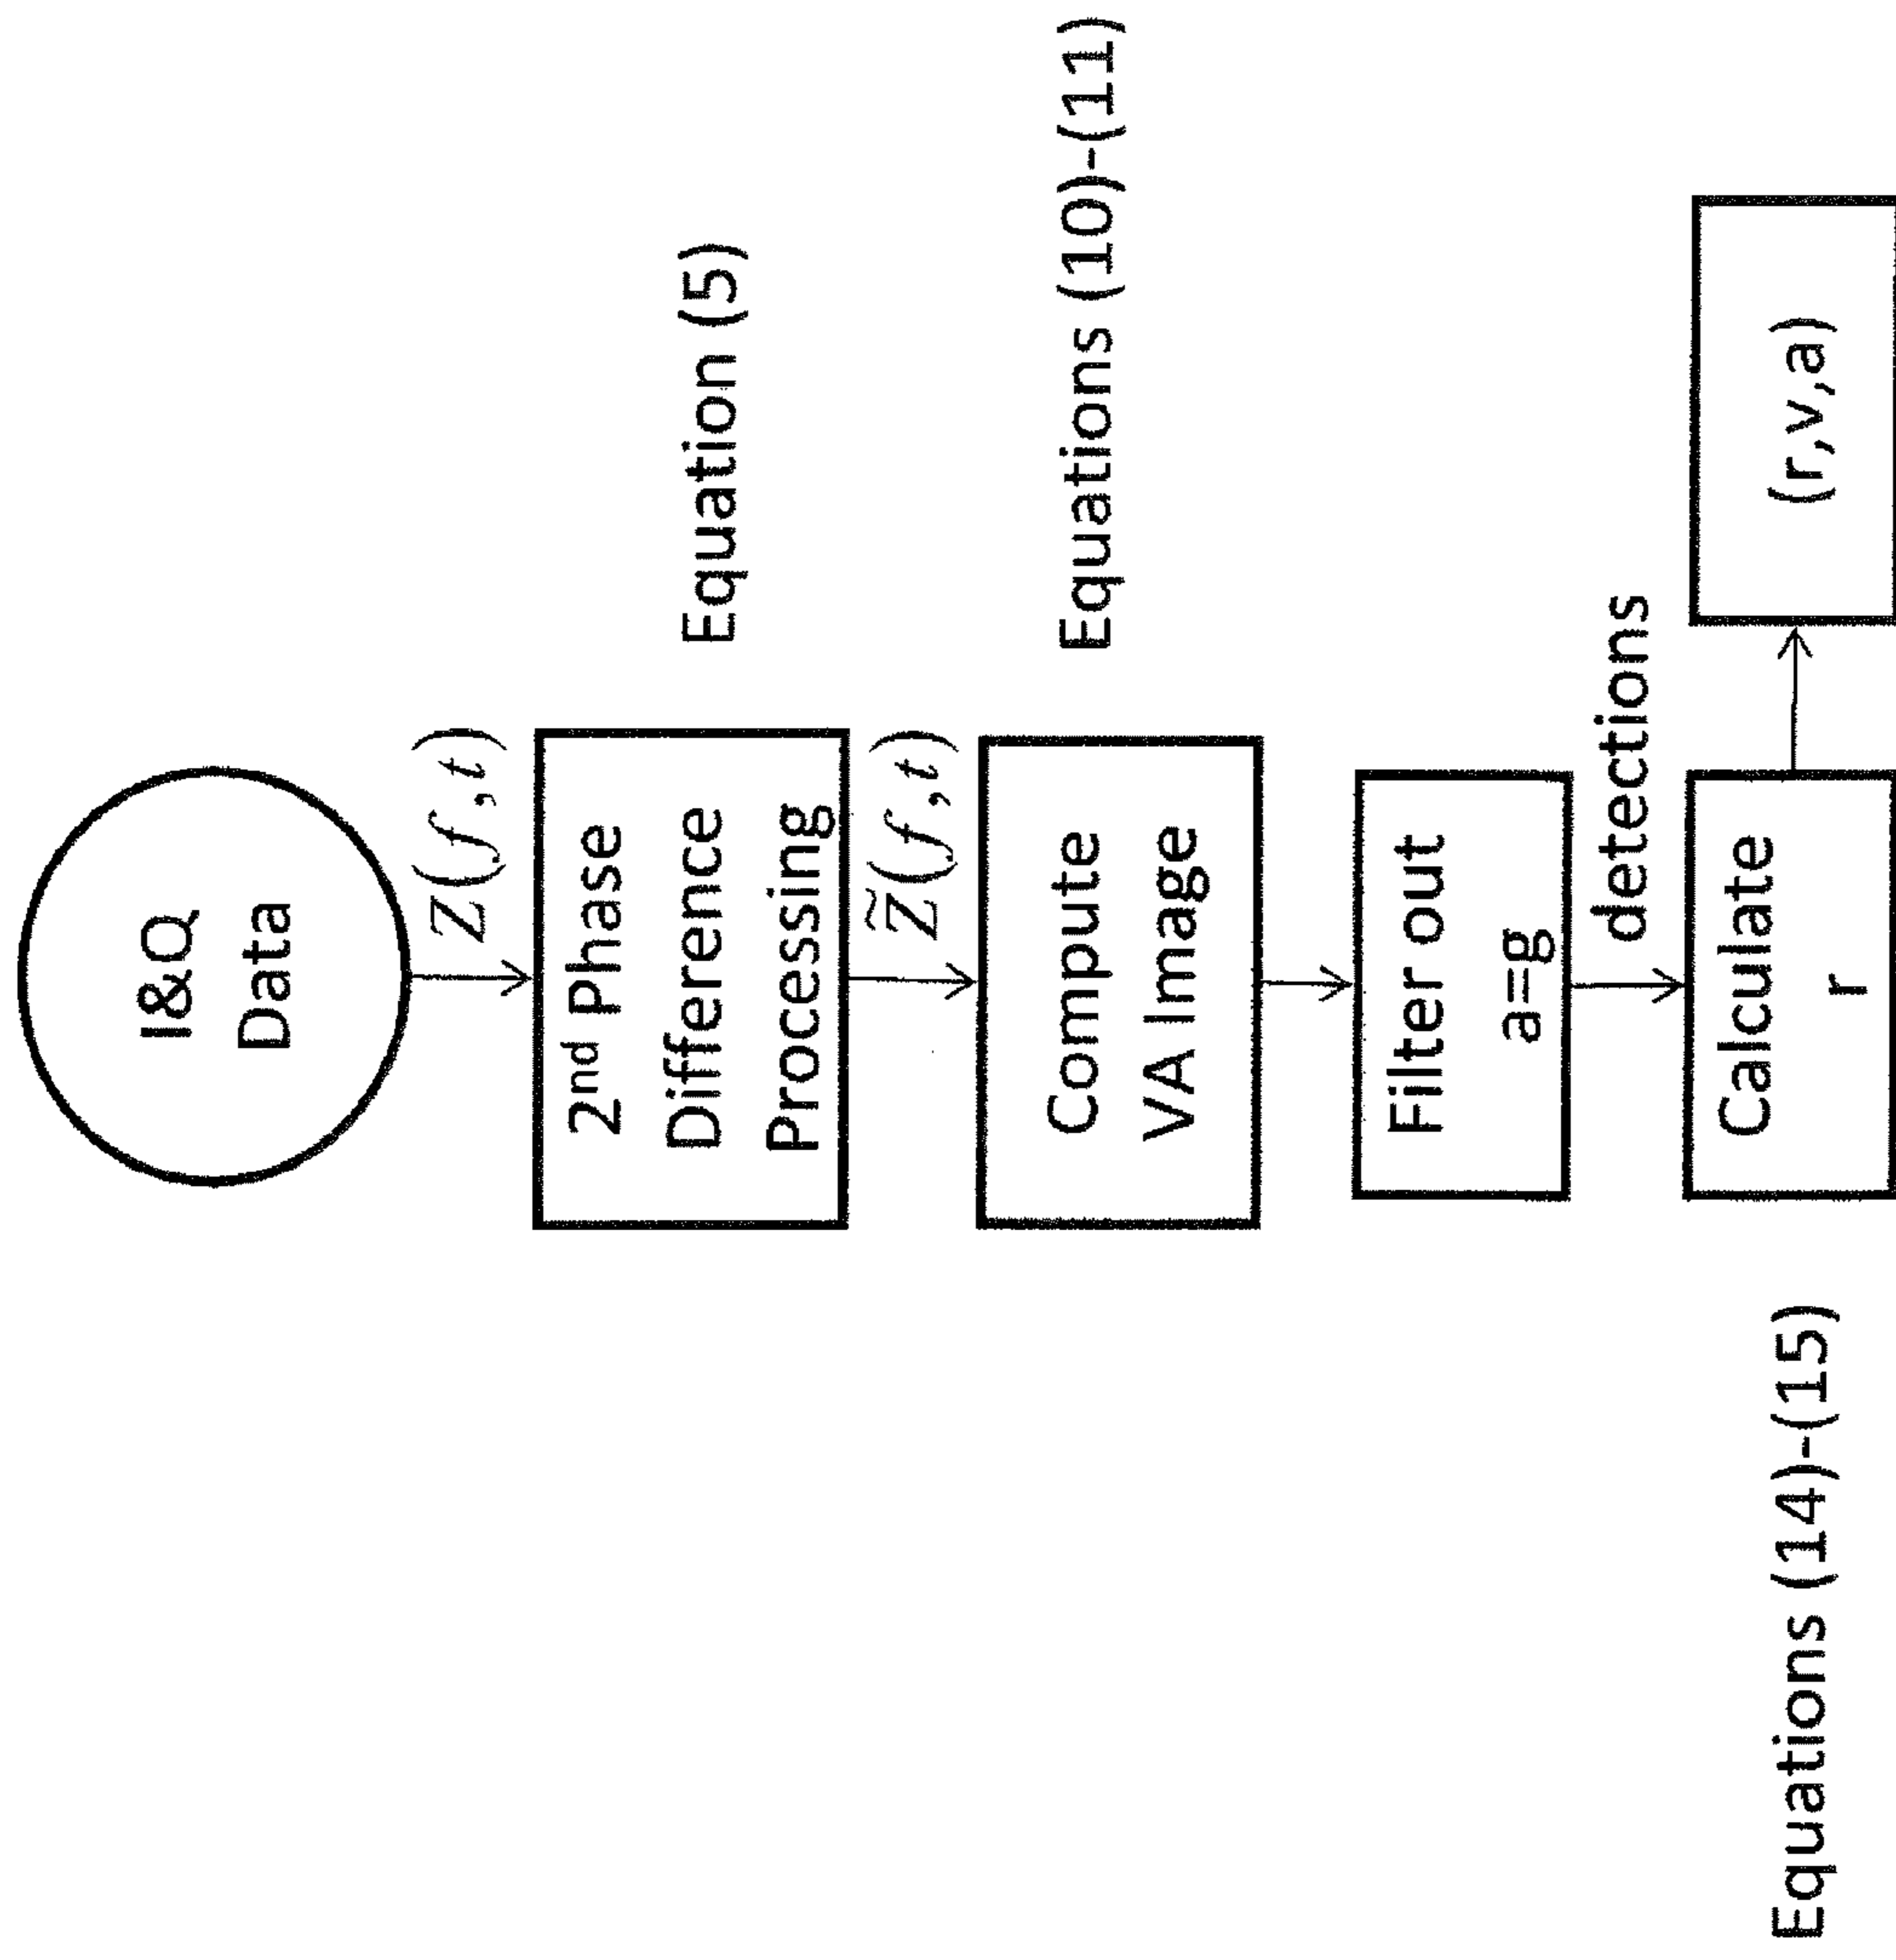 I&Q
Data
Z(f,t)
2nd Phase
Difference
Processing
Equation (5)
Z̃(f,t)
Compute
VA Image
Equations (10)-(11)
Filter out
a=g
detections
Equations (14)-(15)
Calculate
r
(r,v,a)